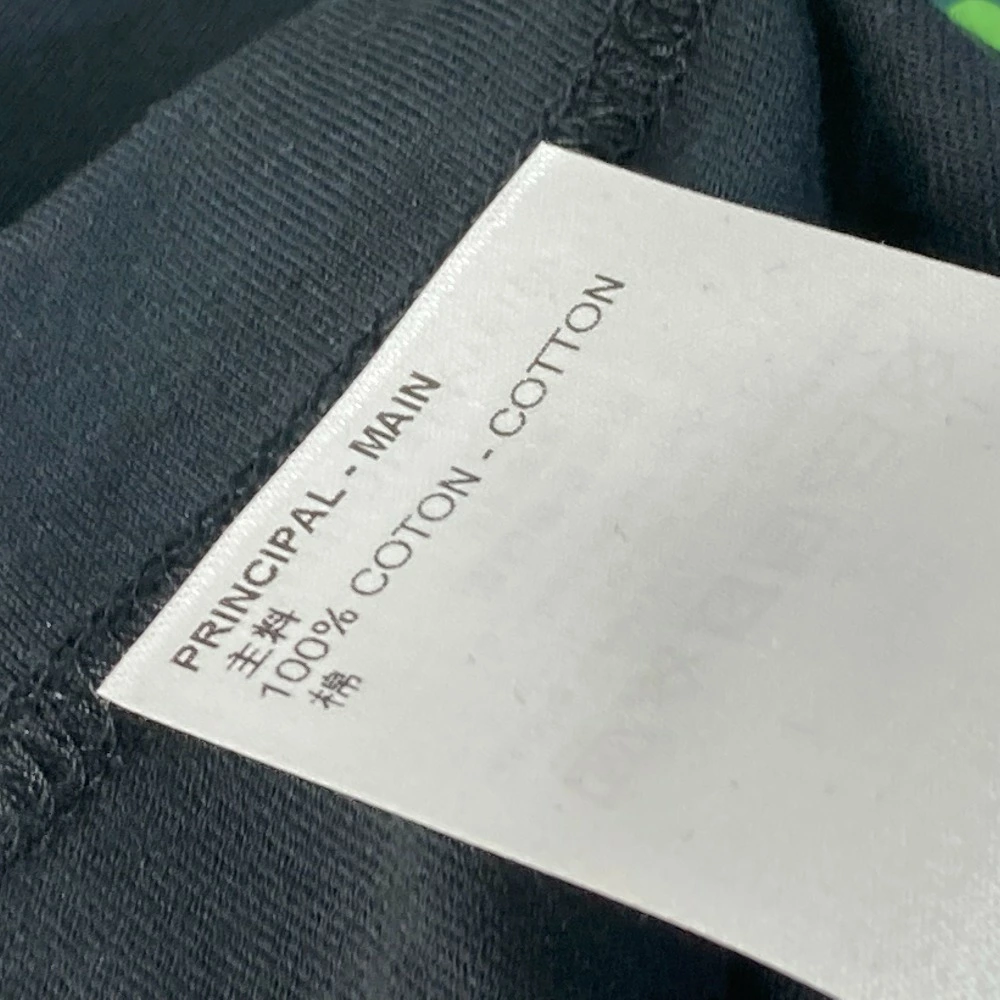 PRINCIPAL - MAIN
主料
100% COTON - COTTON
棉